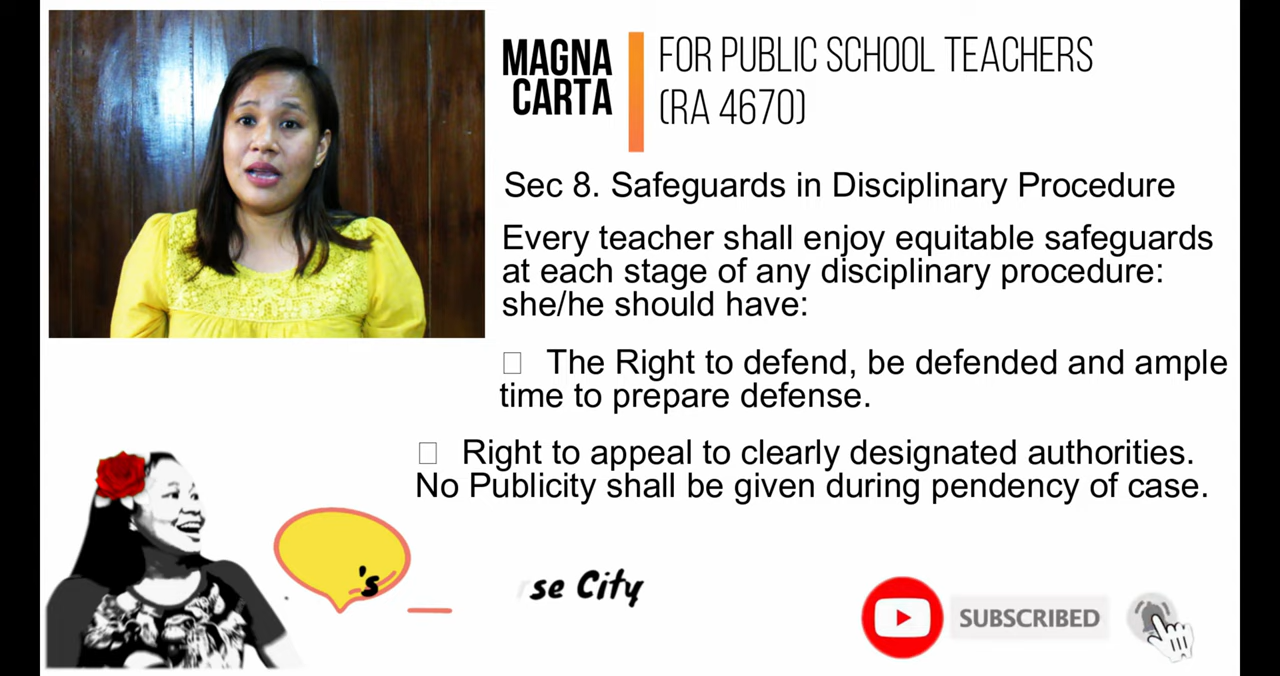 MAGNA
CARTA
FOR PUBLIC SCHOOL TEACHERS
(RA 4670)
Sec 8. Safeguards in Disciplinary Procedure
Every teacher shall enjoy equitable safeguards
at each stage of any disciplinary procedure:
she/he should have:
The Right to defend, be defended and ample
time to prepare defense.
Right to appeal to clearly designated authorities.
No Publicity shall be given during pendency of case.
's
se City
SUBSCRIBED